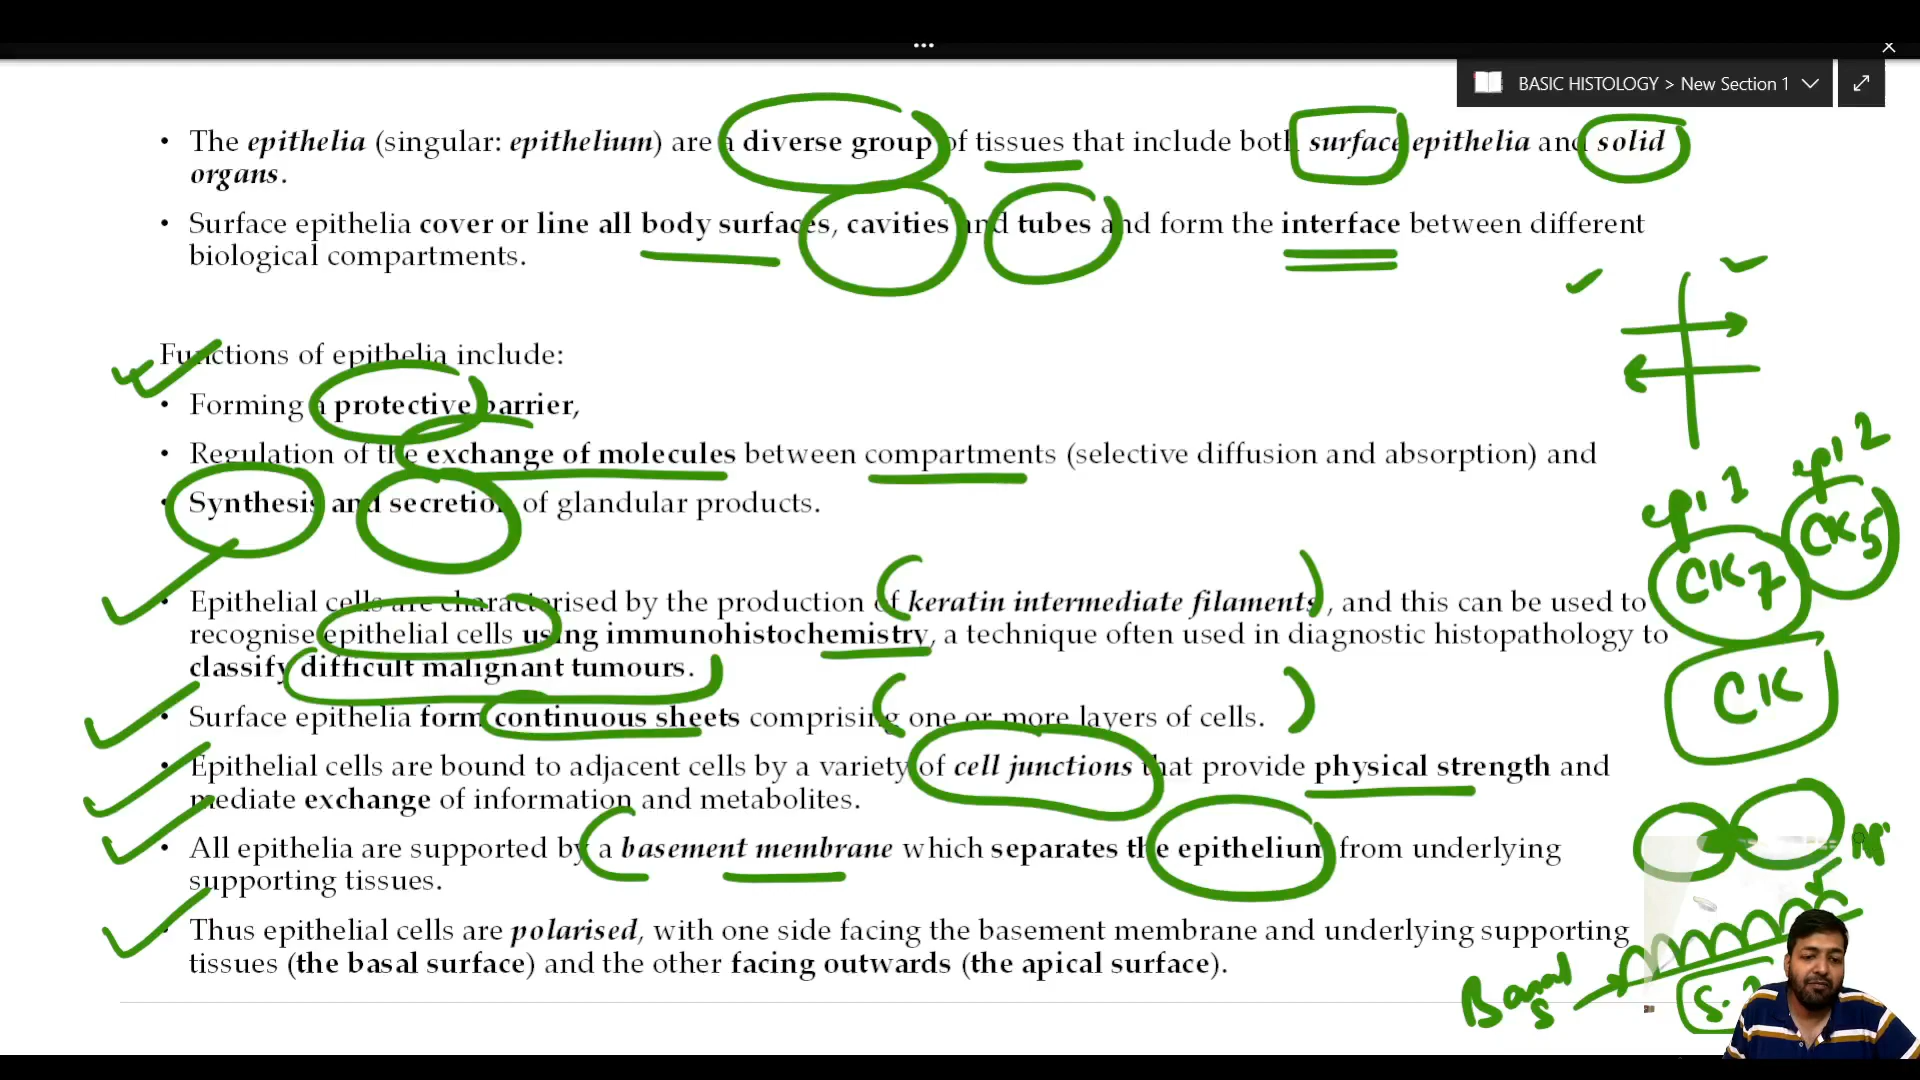 ...
BASIC HISTOLOGY > New Section 1
• The epithelia (singular: epithelium) are a diverse group of tissues that include both surface epithelia and solid
organs.
• Surface epithelia cover or line all body surfaces, cavities and tubes and form the interface between different
biological compartments.
Functions of epithelia include:
• Forming a protective barrier,
• Regulation of the exchange of molecules between compartments (selective diffusion and absorption) and
• Synthesis and secretion of glandular products.
epi 1
epi 2
CK7
CK5
CK
• Epithelial cells are characterised by the production of keratin intermediate filaments, and this can be used to
recognise epithelial cells using immunohistochemistry, a technique often used in diagnostic histopathology to
classify difficult malignant tumours.
• Surface epithelia form continuous sheets comprising one or more layers of cells.
• Epithelial cells are bound to adjacent cells by a variety of cell junctions that provide physical strength and
mediate exchange of information and metabolites.
• All epithelia are supported by a basement membrane which separates the epithelium from underlying
supporting tissues.
• Thus epithelial cells are polarised, with one side facing the basement membrane and underlying supporting
tissues (the basal surface) and the other facing outwards (the apical surface).
Basal
S